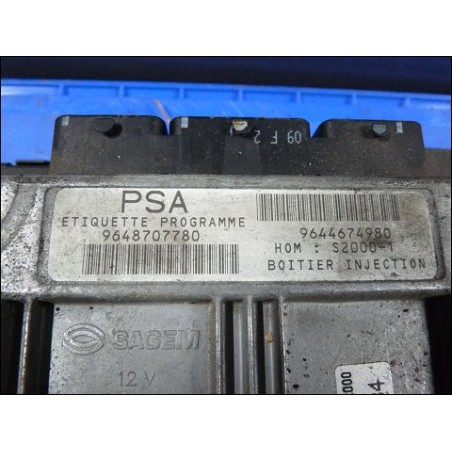 09 F 2
PSA
ETIQUETTE PROGRAMME
9648707780
9644674980
HOM : S2000-1
BOITIER INJECTION
SAGEM
12 V